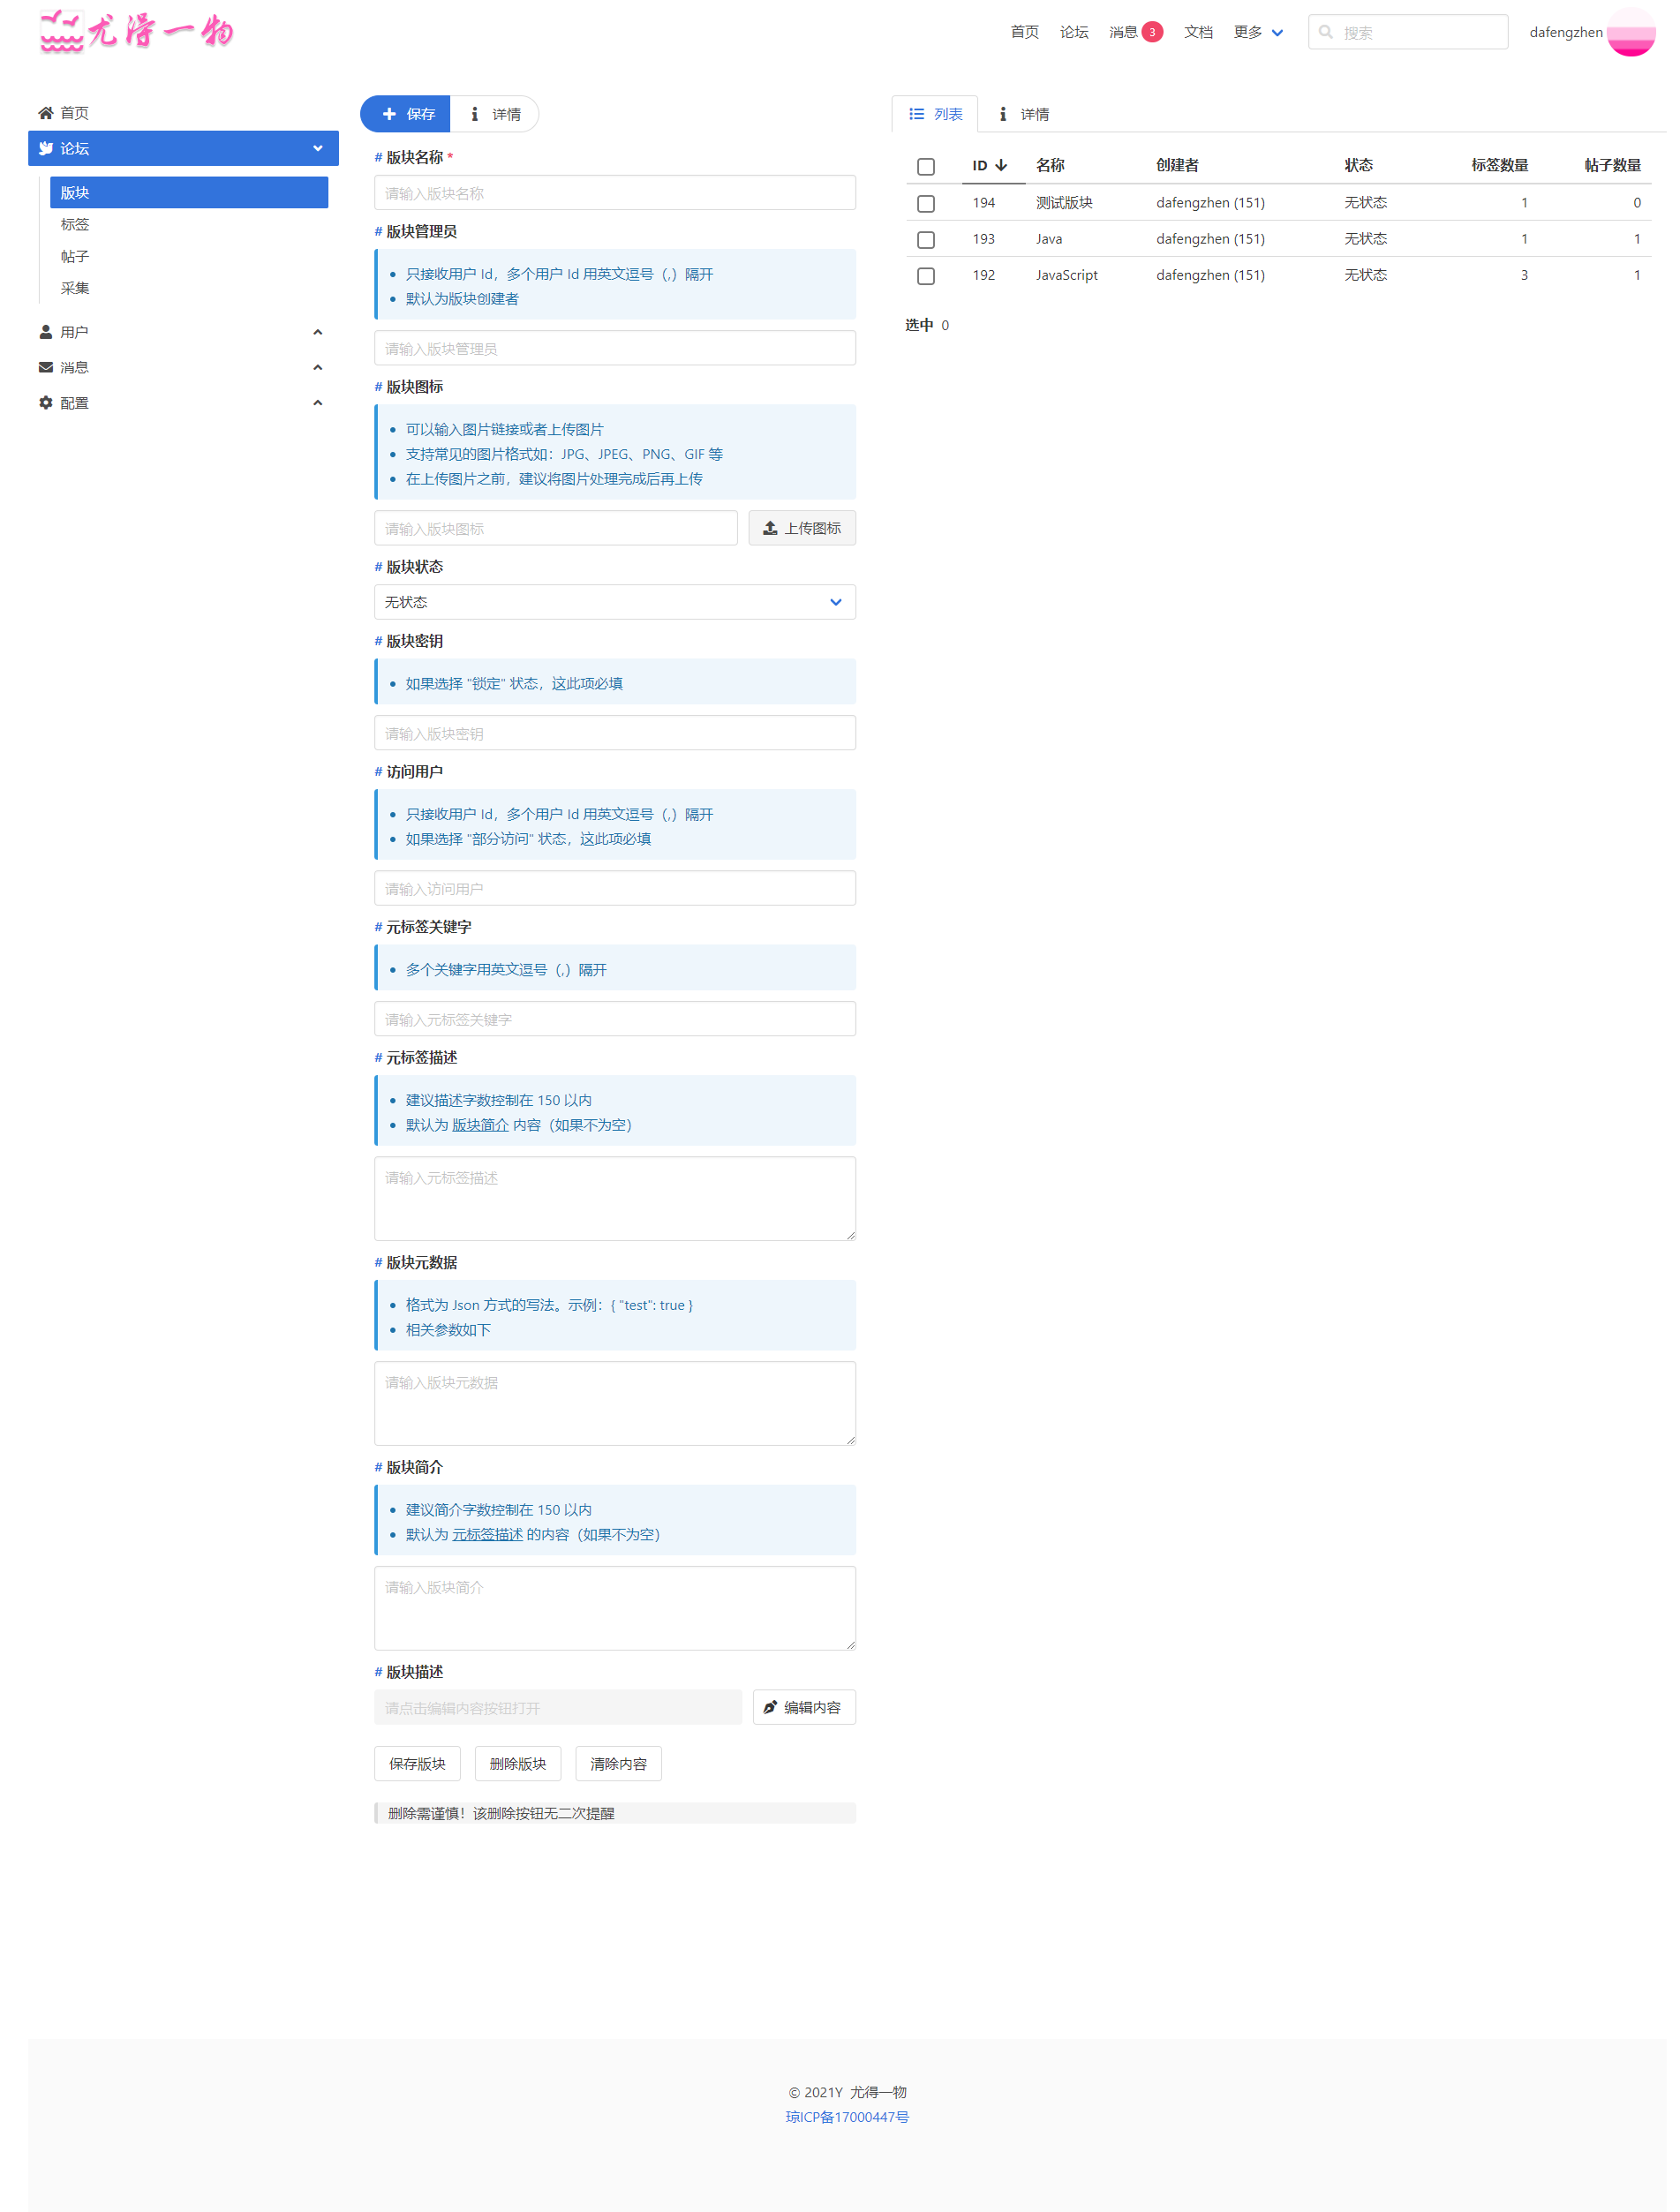 尤得一物
首页 论坛 消息 3 文档 更多 搜索 dafengzhen
首页
论坛
版块
标签
帖子
采集
用户
消息
配置
保存 详情
# 版块名称 *
请输入版块名称
# 版块管理员
只接收用户 Id，多个用户 Id 用英文逗号（,）隔开
默认为版块创建者
请输入版块管理员
# 版块图标
可以输入图片链接或者上传图片
支持常见的图片格式如：JPG、JPEG、PNG、GIF 等
在上传图片之前，建议将图片处理完成后再上传
请输入版块图标 上传图标
# 版块状态
无状态
# 版块密钥
如果选择 "锁定" 状态，这此项必填
请输入版块密钥
# 访问用户
只接收用户 Id，多个用户 Id 用英文逗号（,）隔开
如果选择 "部分访问" 状态，这此项必填
请输入访问用户
# 元标签关键字
多个关键字用英文逗号（,）隔开
请输入元标签关键字
# 元标签描述
建议描述字数控制在 150 以内
默认为 版块简介 内容（如果不为空）
请输入元标签描述
# 版块元数据
格式为 Json 方式的写法。示例：{ "test": true }
相关参数如下
请输入版块元数据
# 版块简介
建议简介字数控制在 150 以内
默认为 元标签描述 的内容（如果不为空）
请输入版块简介
# 版块描述
请点击编辑内容按钮打开 编辑内容
保存版块 删除版块 清除内容
删除需谨慎！该删除按钮无二次提醒
列表 详情
ID 名称 创建者 状态 标签数量 帖子数量
194 测试版块 dafengzhen (151) 无状态 1 0
193 Java dafengzhen (151) 无状态 1 1
192 JavaScript dafengzhen (151) 无状态 3 1
选中 0
© 2021Y 尤得一物
琼ICP备17000447号